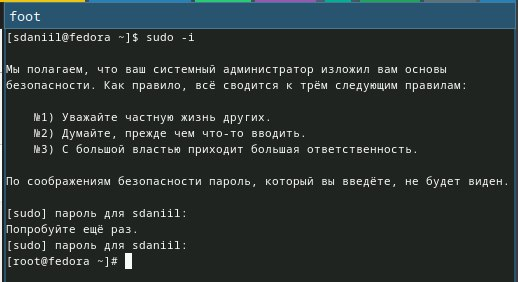 foot
[sdaniil@fedora ~]$ sudo -i
Мы полагаем, что ваш системный администратор изложил вам основы
безопасности. Как правило, всё сводится к трём следующим правилам:
№1) Уважайте частную жизнь других.
№2) Думайте, прежде чем что-то вводить.
№3) С большой властью приходит большая ответственность.
По соображениям безопасности пароль, который вы введёте, не будет виден.
[sudo] пароль для sdaniil:
Попробуйте ещё раз.
[sudo] пароль для sdaniil:
[root@fedora ~]#